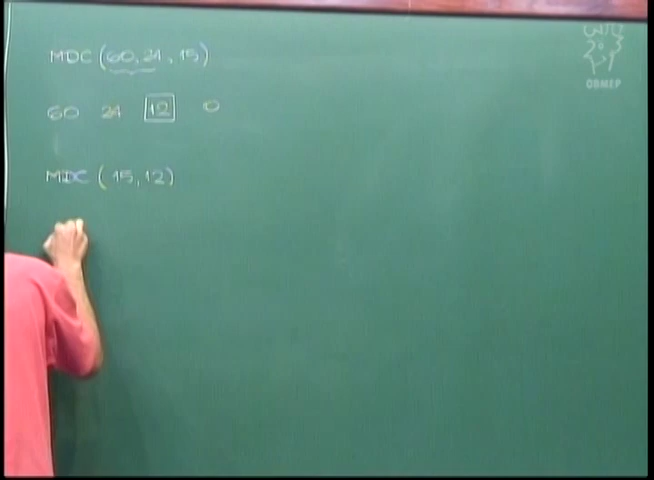 MDC (60, 24, 15)
60 24 12 0
MDC (15, 12)
OBMEP